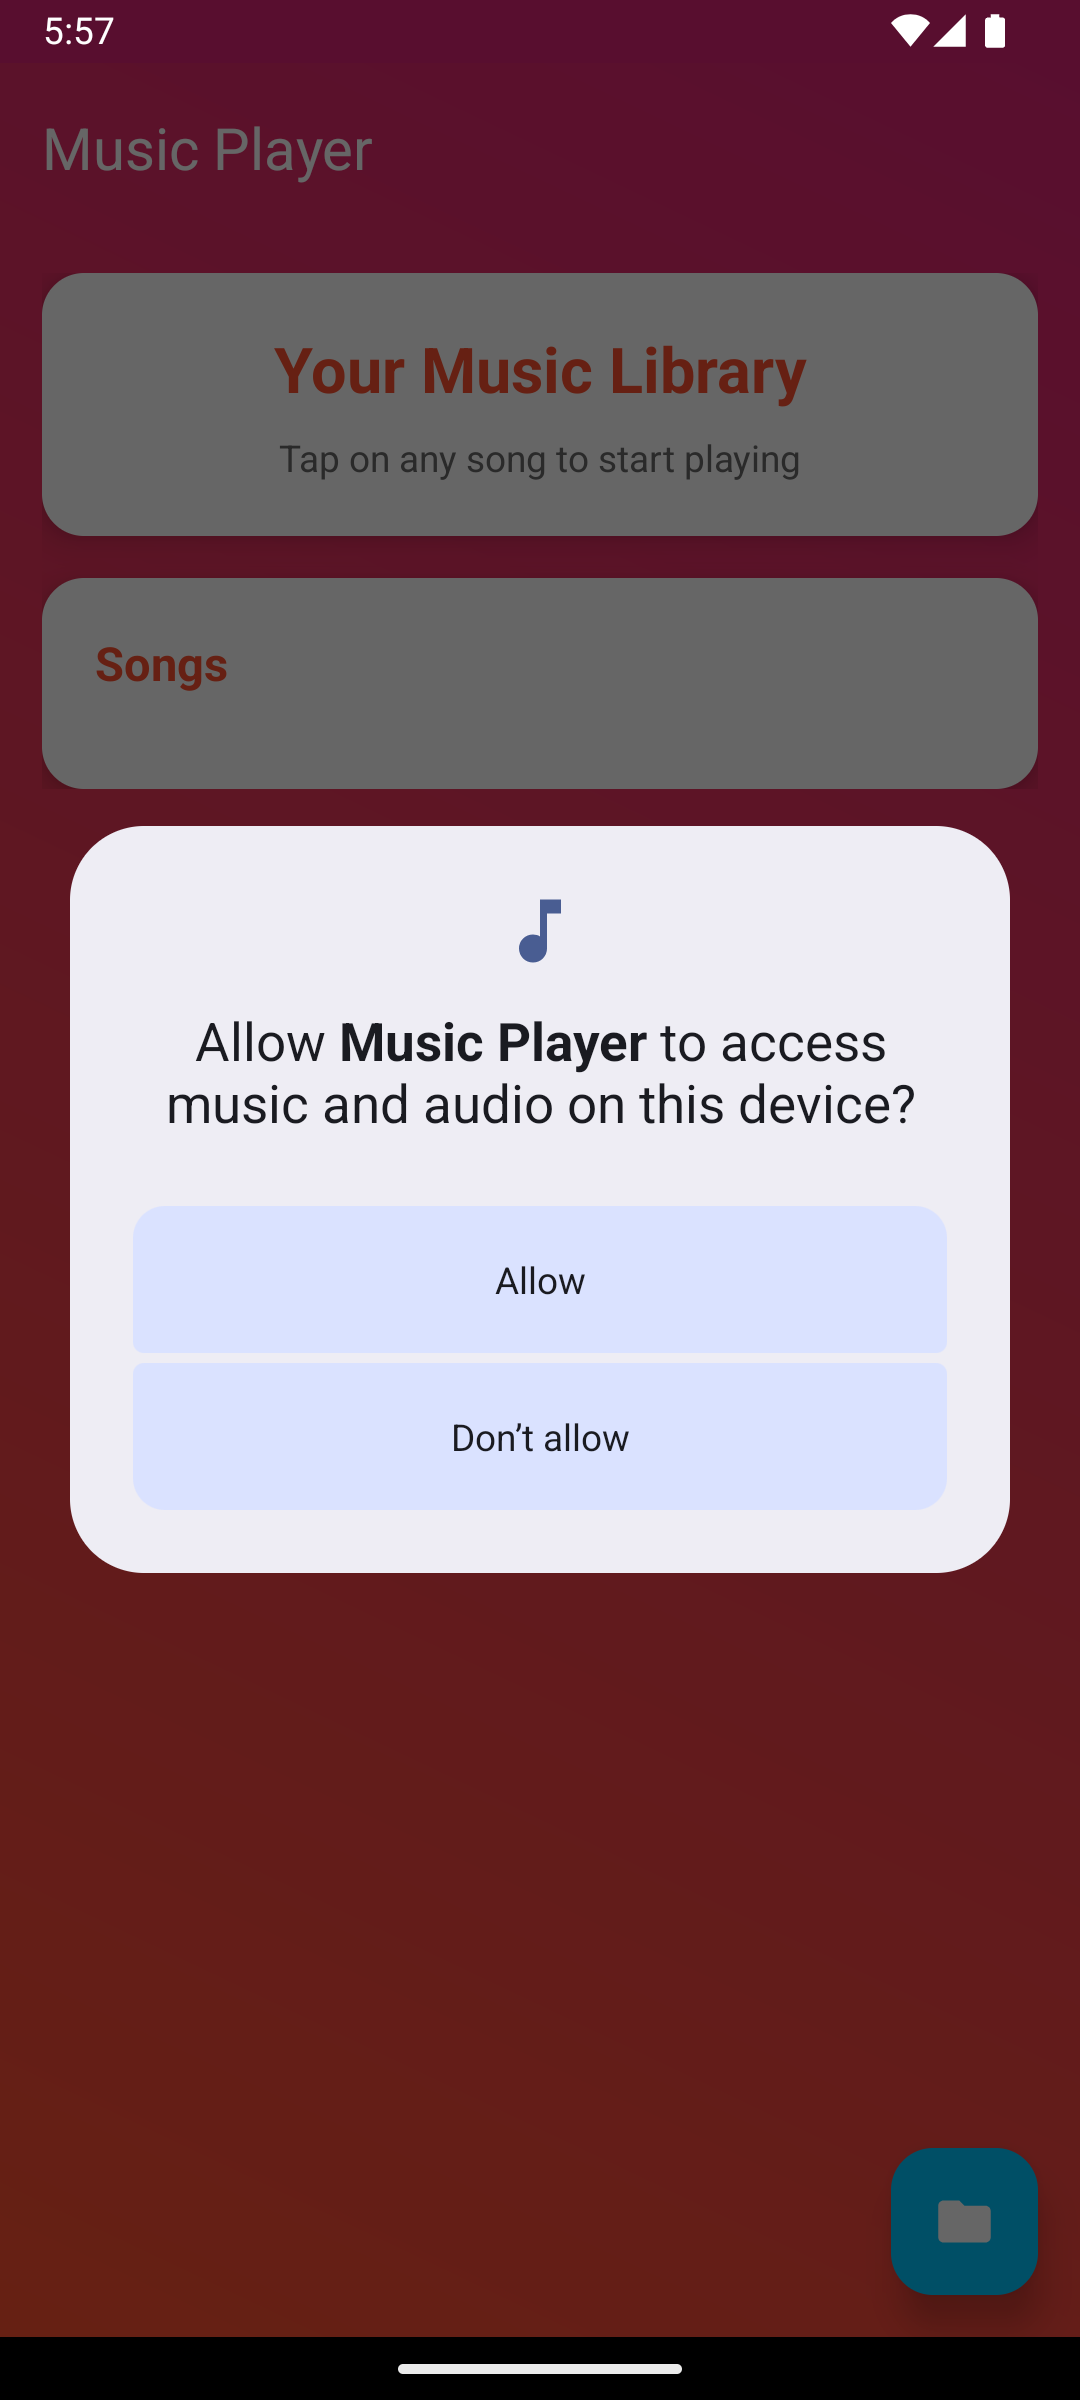 5:57
Music Player
Your Music Library
Tap on any song to start playing
Songs
Allow Music Player to access
music and audio on this device?
Allow
Don’t allow